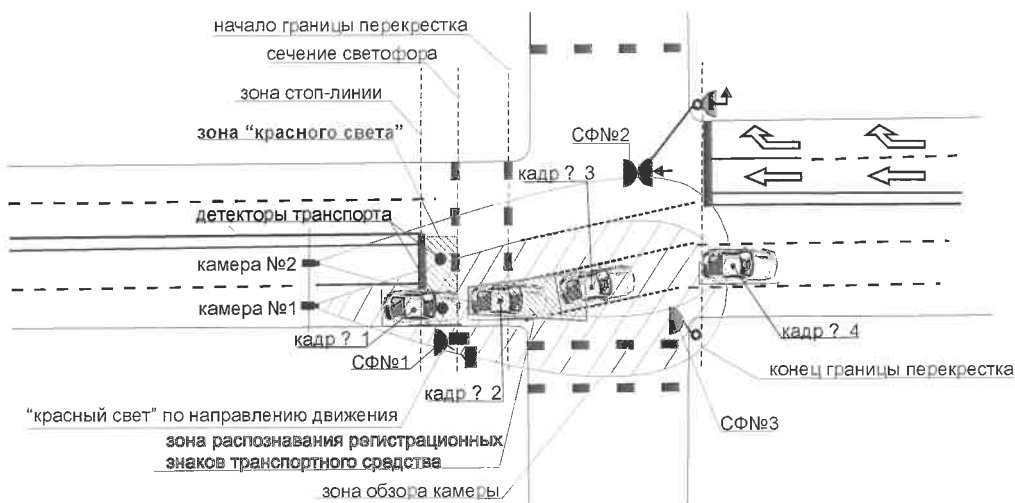 начало границы перекрестка
сечение светофора
зона стоп-линии
зона “красного света”
СФ№2
кадр ? 3
детекторы транспорта
камера №2
камера №1
кадр ? 1
СФ№1
кадр ? 2
кадр ? 4
конец границы перекрестка
“красный свет” по направлению движения
СФ№3
зона распознавания регистрационных
знаков транспортного средства
зона обзора камеры